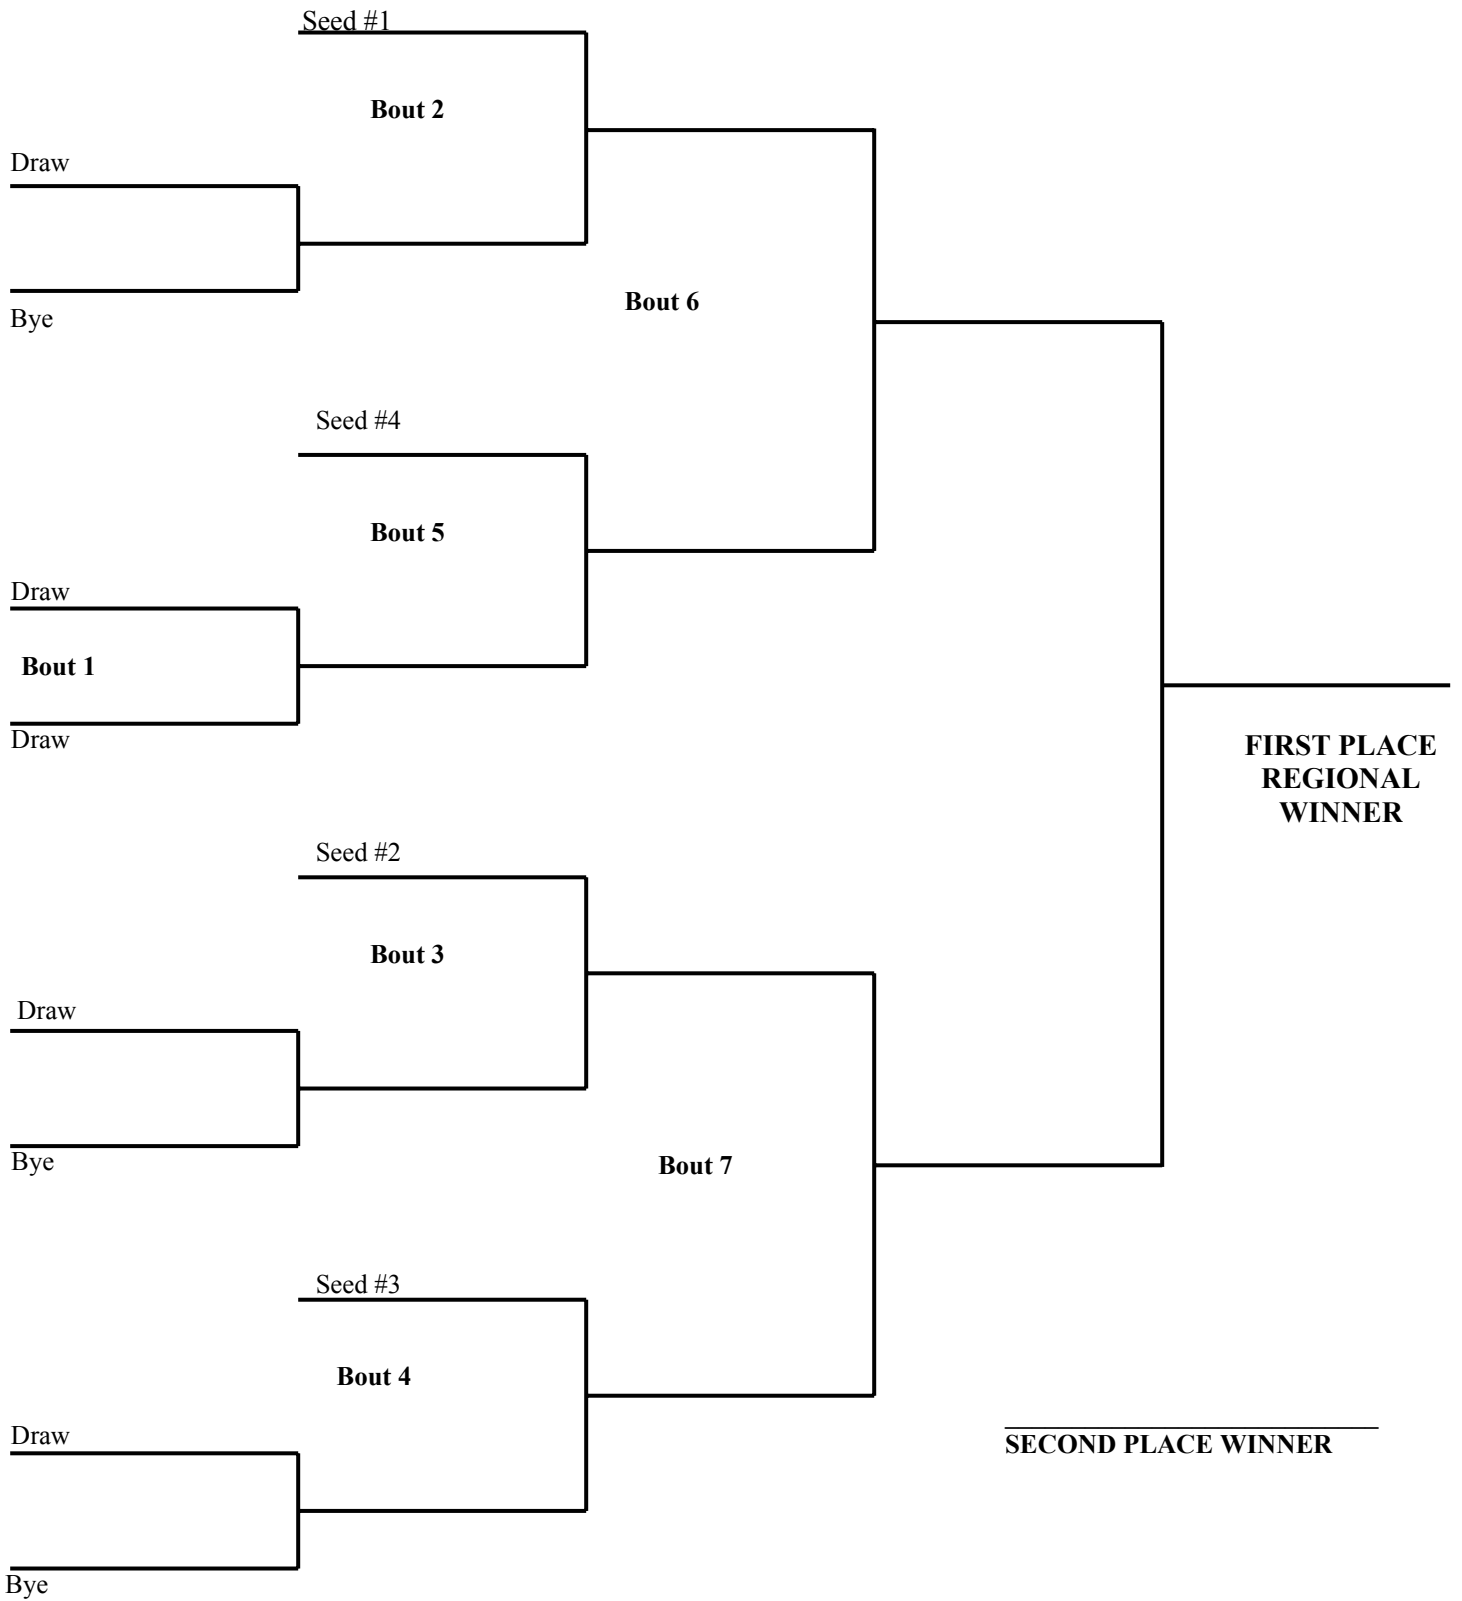 Seed #1
Bout 2
Draw
Bye
Bout 6
Seed #4
Bout 5
Draw
Bout 1
Draw
FIRST PLACE
REGIONAL
WINNER
Seed #2
Bout 3
Draw
Bye
Bout 7
Seed #3
Bout 4
Draw
SECOND PLACE WINNER
Bye